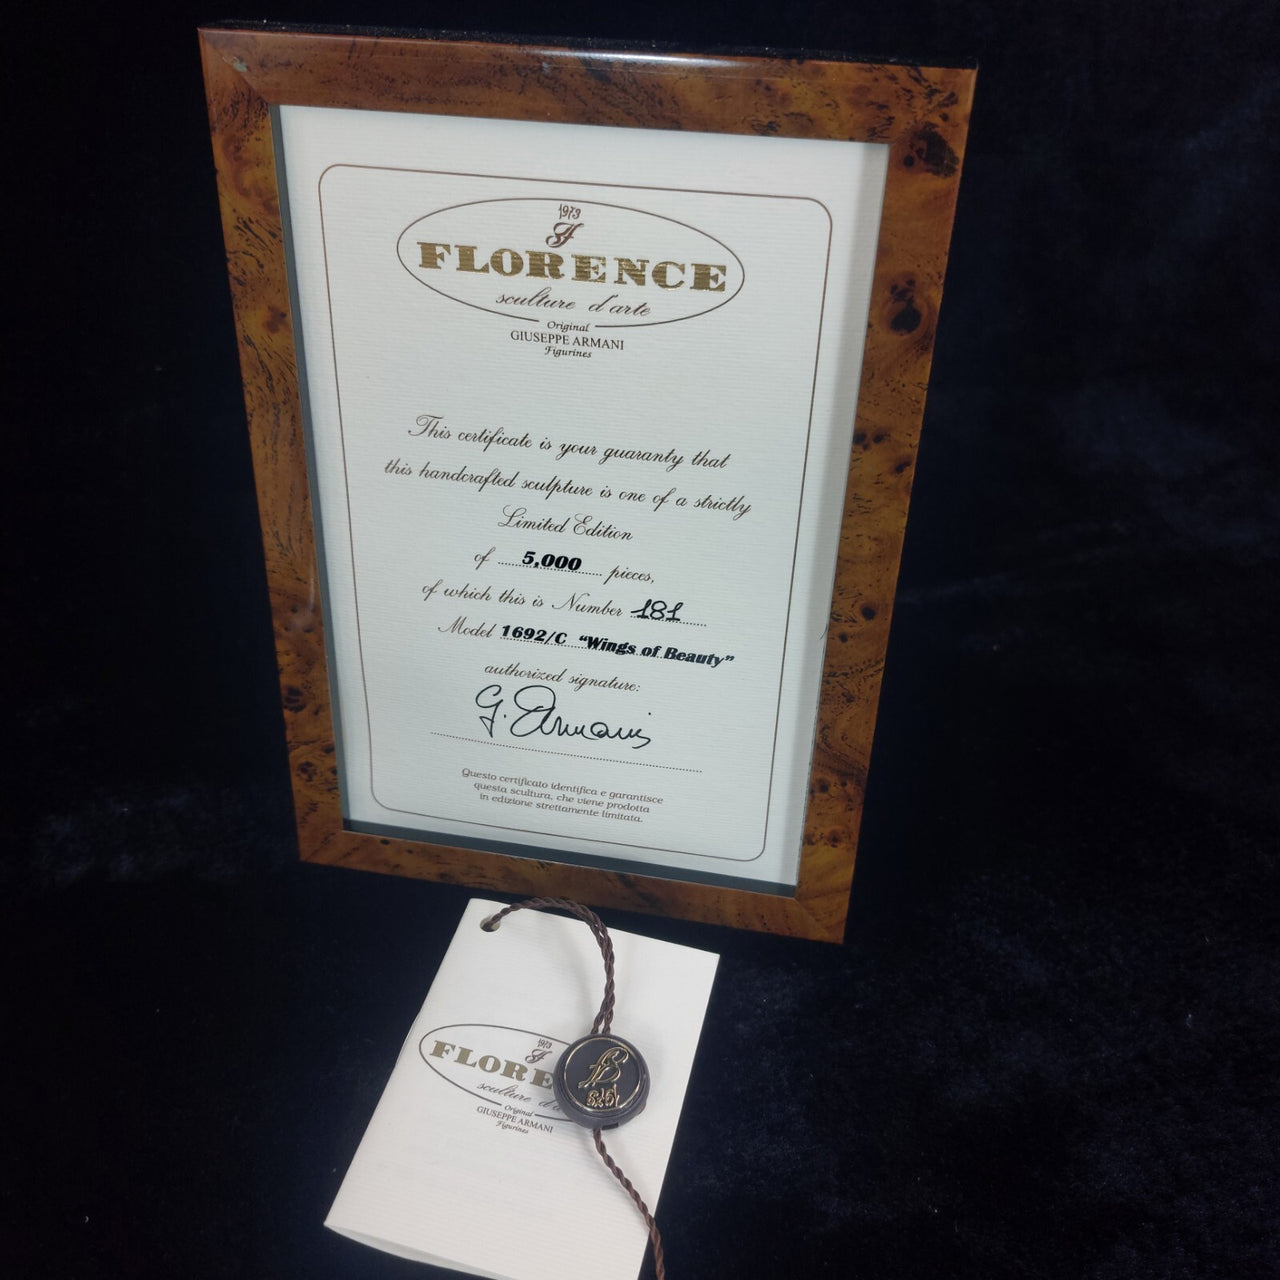 1973
FLORENCE
sculture d'arte
Original
GIUSEPPE ARMANI
Figurines
This certificate is your guaranty that
this handcrafted sculpture is one of a strictly
Limited Edition
of 5,000 pieces,
of which this is Number 181
Model 1692/C "Wings of Beauty"
authorized signature:
G. Armani
Questo certificato identifica e garantisce
questa scultura, che viene prodotta
in edizione strettamente limitata.
1973
FLORE
sculture d'a
Original
GIUSEPPE ARMANI
Figurines